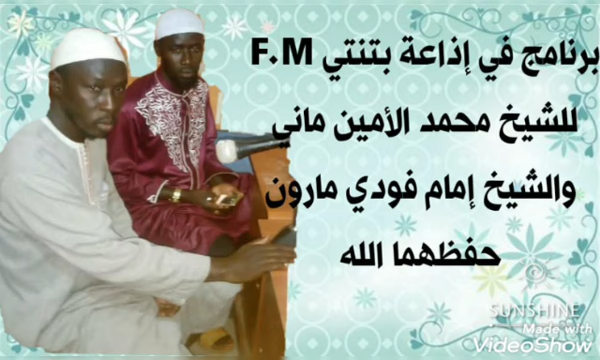 برنامج في إذاعة بتنتي F.M
للشيخ محمد الأمين ماني
والشيخ إمام فودي مارون
حفظهما الله
SUNSHINE
Made with
VideoShow